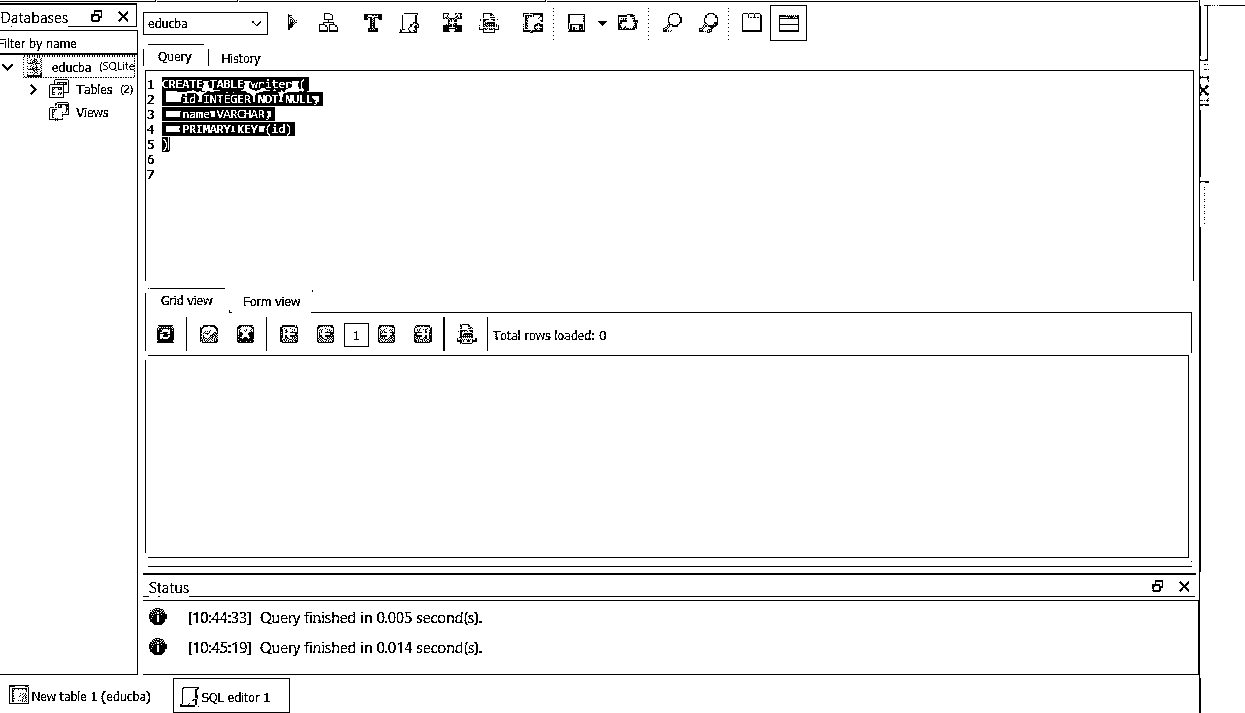 Databases
educba
Filter by name
educba (SQLite
Tables (2)
Views
Query
History
1 CREATE TABLE writer (
2 id INTEGER NOT NULL,
3 name VARCHAR,
4 PRIMARY KEY (id)
5 )
6
7
Grid view
Form view
1
Total rows loaded: 0
Status
[10:44:33] Query finished in 0.005 second(s).
[10:45:19] Query finished in 0.014 second(s).
New table 1 (educba)
SQL editor 1